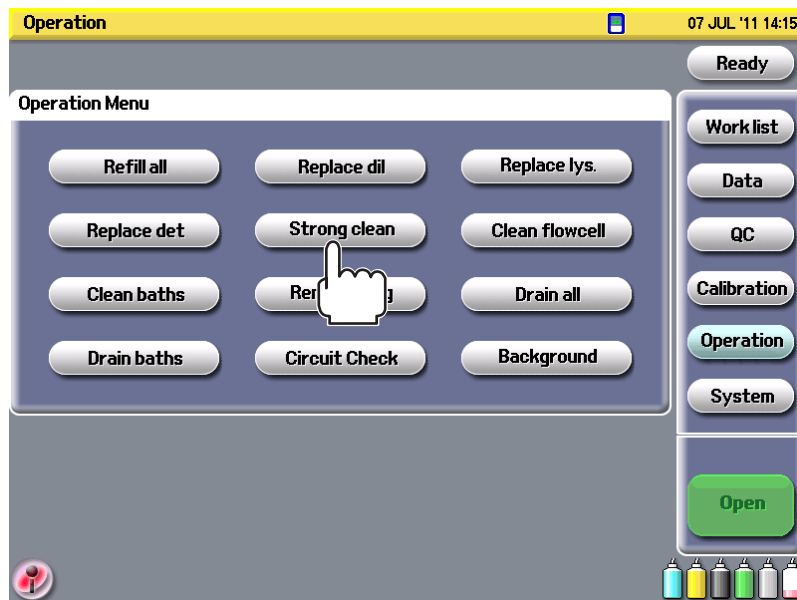 Operation
07 JUL '11 14:15
Ready
Operation Menu
Refill all
Replace dil
Replace lys.
Replace det
Strong clean
Clean flowcell
Clean baths
Drain all
Drain baths
Circuit Check
Background
Work list
Data
QC
Calibration
Operation
System
Open